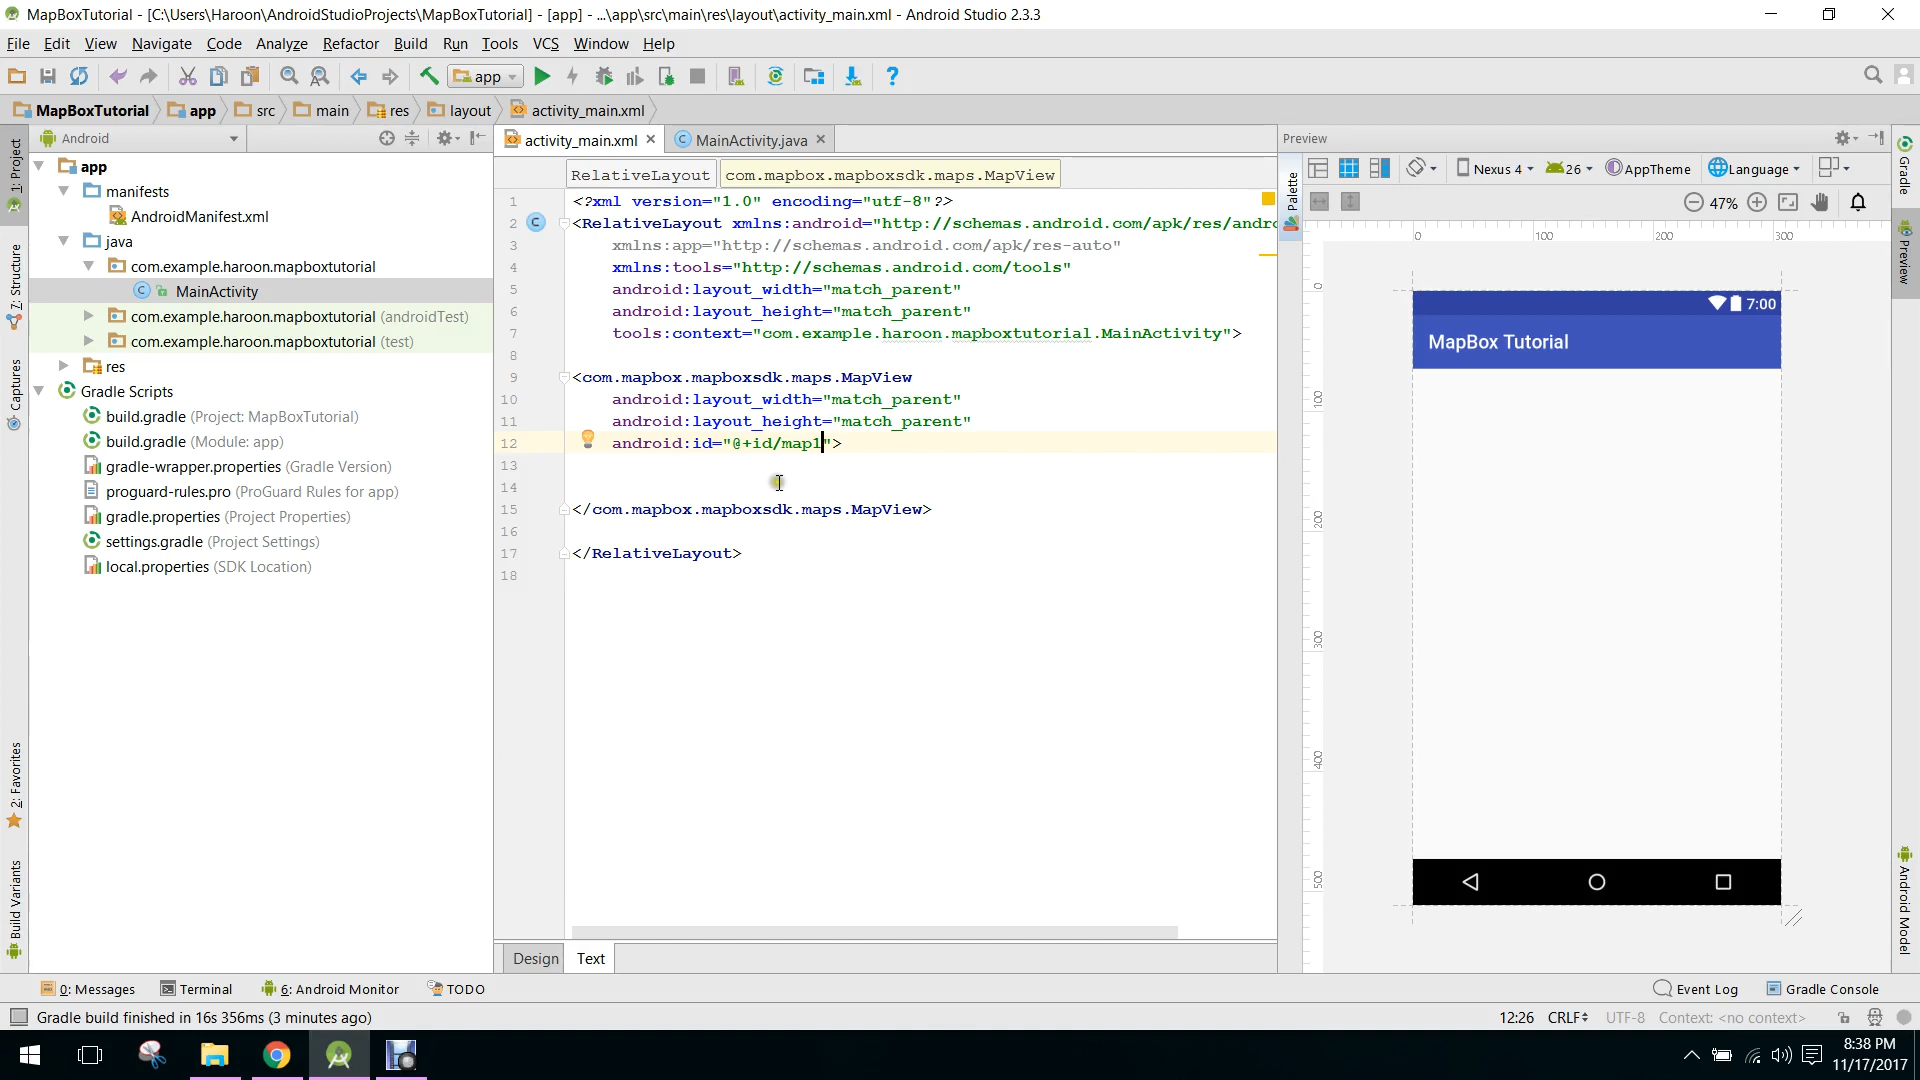 MapBoxTutorial - [C:\Users\Haroon\AndroidStudioProjects\MapBoxTutorial] - [app] - ...\app\src\main\res\layout\activity_main.xml - Android Studio 2.3.3
File Edit View Navigate Code Analyze Refactor Build Run Tools VCS Window Help
app
MapBoxTutorial app src main res layout activity_main.xml
Android
activity_main.xml MainActivity.java
Preview
1: Project
Z: Structure
Captures
2: Favorites
Build Variants
app
manifests
AndroidManifest.xml
java
com.example.haroon.mapboxtutorial
MainActivity
com.example.haroon.mapboxtutorial (androidTest)
com.example.haroon.mapboxtutorial (test)
res
Gradle Scripts
build.gradle (Project: MapBoxTutorial)
build.gradle (Module: app)
gradle-wrapper.properties (Gradle Version)
proguard-rules.pro (ProGuard Rules for app)
gradle.properties (Project Properties)
settings.gradle (Project Settings)
local.properties (SDK Location)
RelativeLayout com.mapbox.mapboxsdk.maps.MapView
1 <?xml version="1.0" encoding="utf-8"?>
2 <RelativeLayout xmlns:android="http://schemas.android.com/apk/res/andro
3 xmlns:app="http://schemas.android.com/apk/res-auto"
4 xmlns:tools="http://schemas.android.com/tools"
5 android:layout_width="match_parent"
6 android:layout_height="match_parent"
7 tools:context="com.example.haroon.mapboxtutorial.MainActivity">
8
9 <com.mapbox.mapboxsdk.maps.MapView
10 android:layout_width="match_parent"
11 android:layout_height="match_parent"
12 android:id="@+id/map1">
13
14
15 </com.mapbox.mapboxsdk.maps.MapView>
16
17 </RelativeLayout>
18
Design Text
Palette
Nexus 4 26 AppTheme Language
47%
0 100 200 300
0
100
200
300
400
500
7:00
MapBox Tutorial
Gradle
Preview
Android Model
0: Messages Terminal 6: Android Monitor TODO
Event Log Gradle Console
Gradle build finished in 16s 356ms (3 minutes ago)
12:26 CRLF UTF-8 Context: <no context>
8:38 PM
11/17/2017